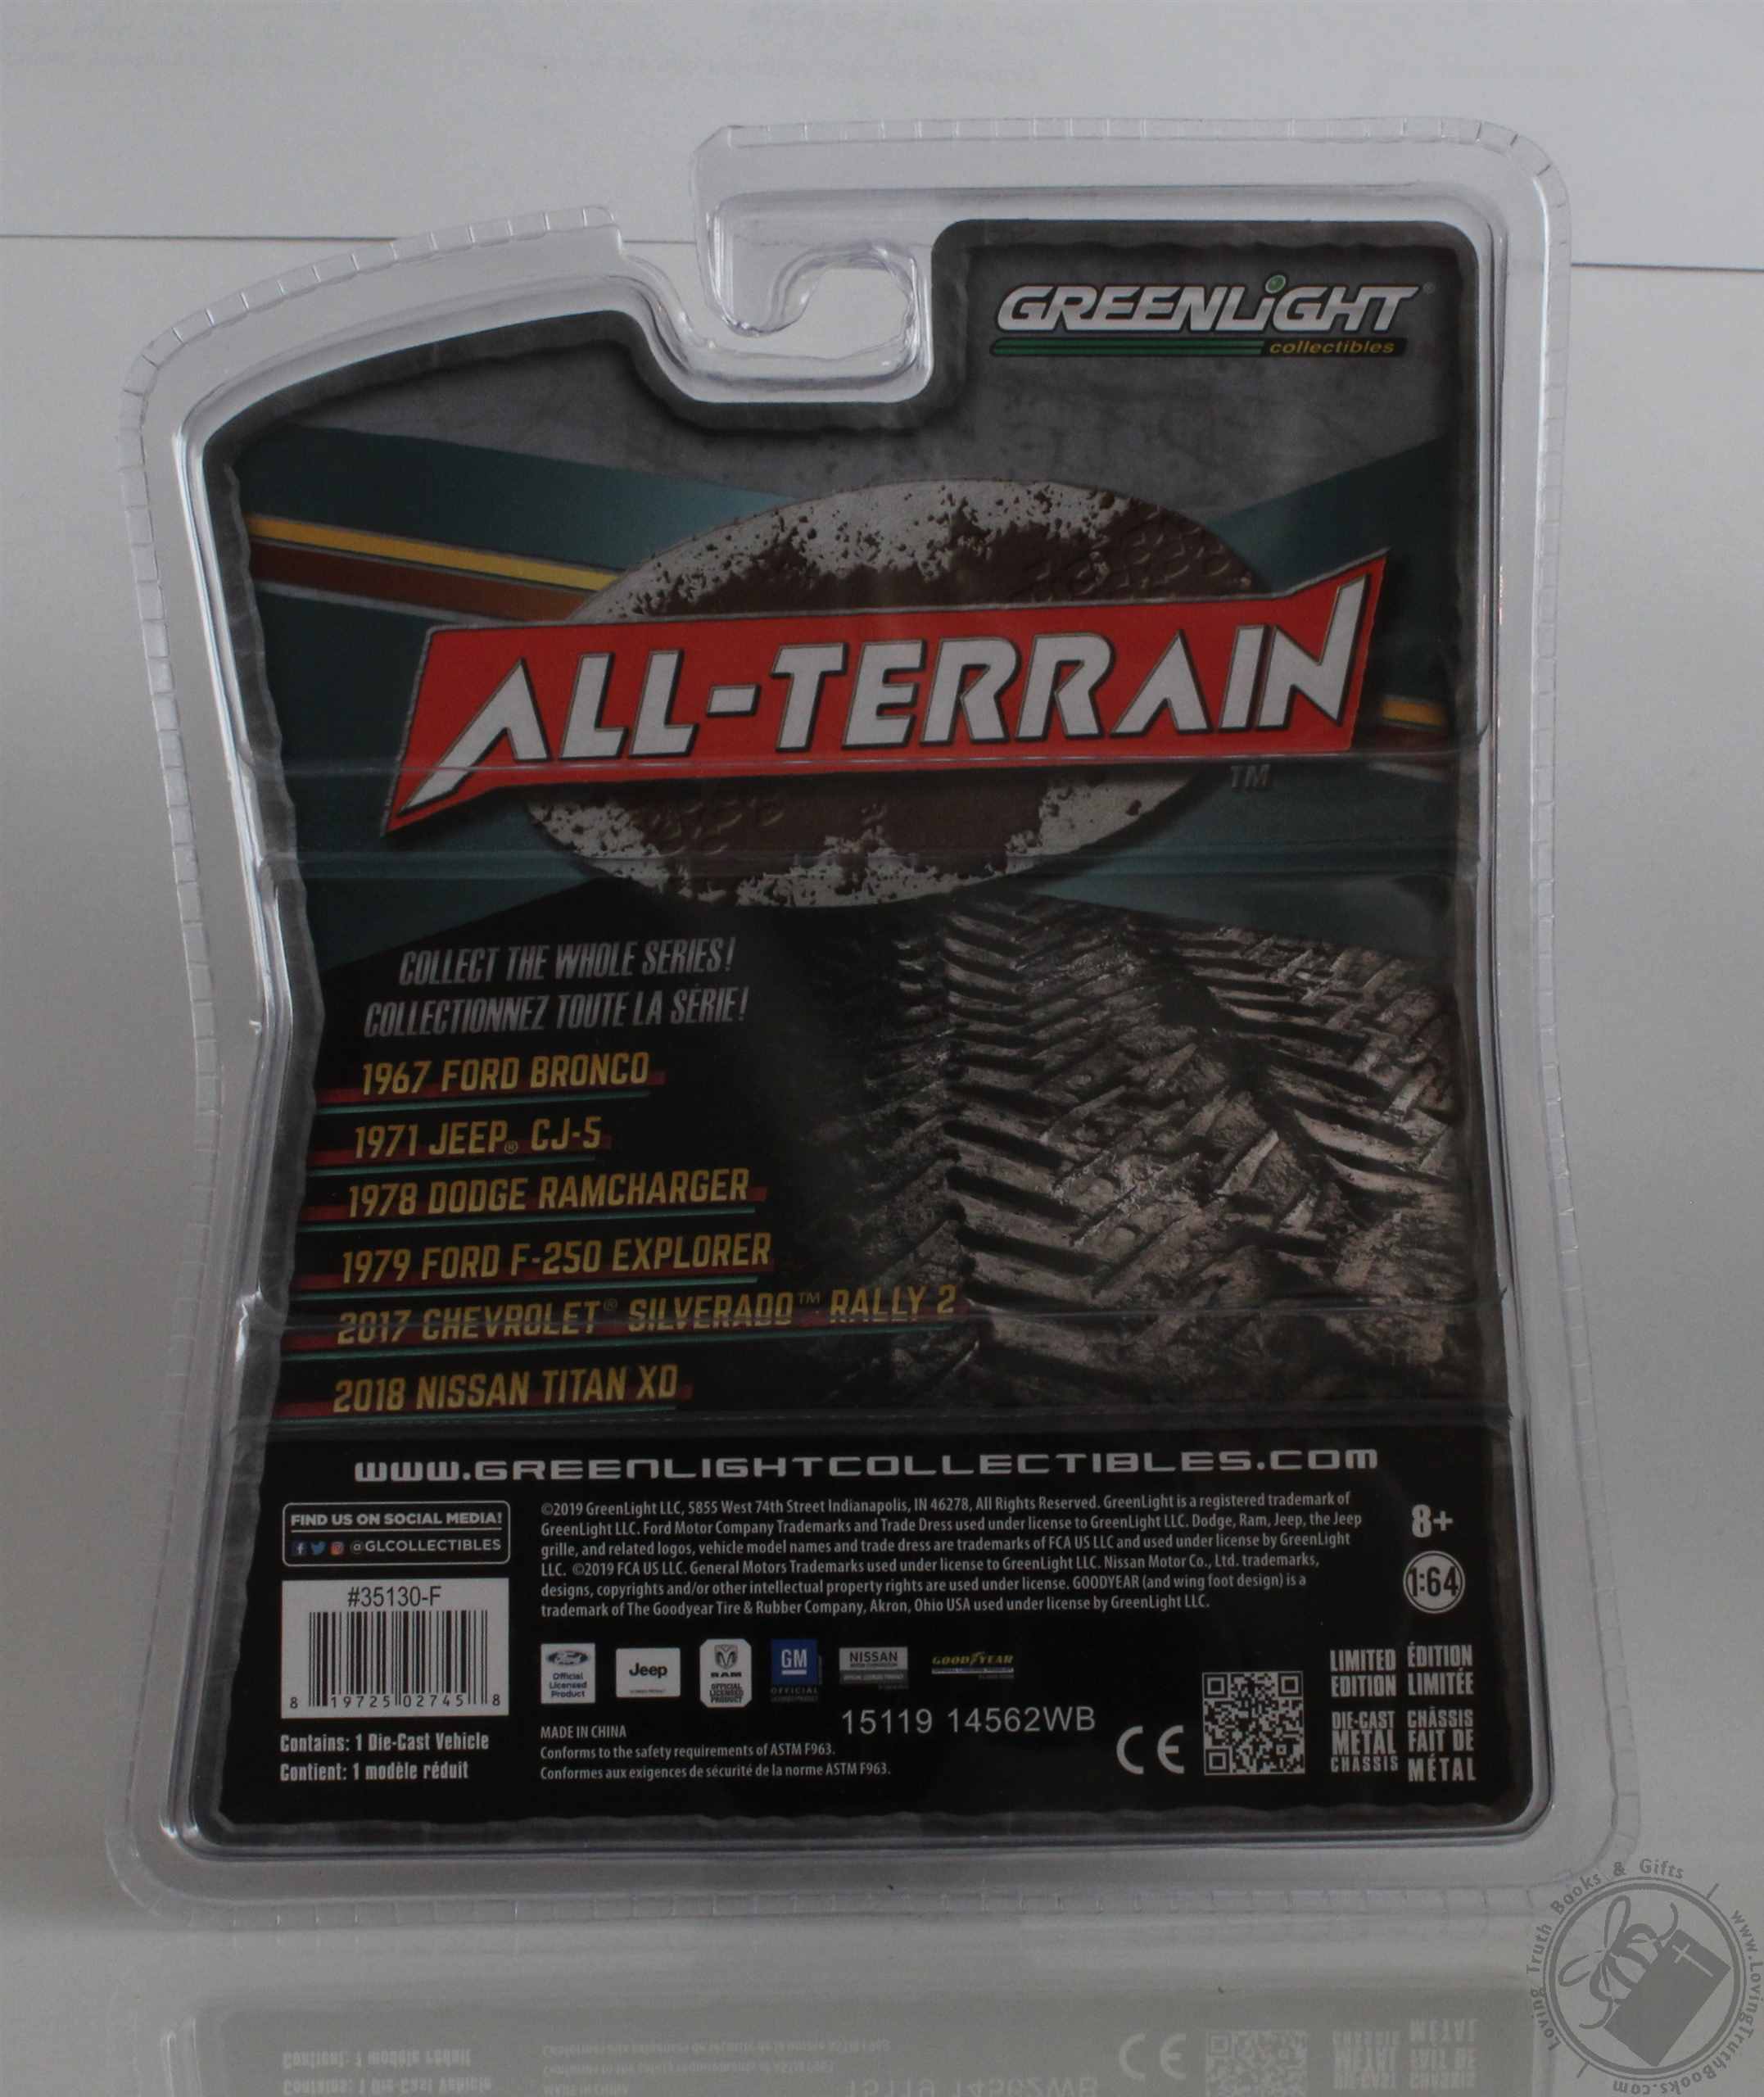 GREENLiGHT®
collectibles
ALL-TERRAIN
TM
COLLECT THE WHOLE SERIES!
COLLECTIONNEZ TOUTE LA SÉRIE!
1967 FORD BRONCO
1971 JEEP® CJ-5
1978 DODGE RAMCHARGER
1979 FORD F-250 EXPLORER
2017 CHEVROLET® SILVERADO™ RALLY 2
2018 NISSAN TITAN XD
www.GREENLIGHTCOLLECTIBLES.com
FIND US ON SOCIAL MEDIA!
@GLCOLLECTIBLES
#35130-F
8 19725 02745 8
Contains: 1 Die-Cast Vehicle
Contient: 1 modèle réduit
©2019 GreenLight LLC, 5855 West 74th Street Indianapolis, IN 46278, All Rights Reserved. GreenLight is a registered trademark of
GreenLight LLC. Ford Motor Company Trademarks and Trade Dress used under license to GreenLight LLC. Dodge, Ram, Jeep, the Jeep
grille, and related logos, vehicle model names and trade dress are trademarks of FCA US LLC and used under license by GreenLight
LLC. ©2019 FCA US LLC. General Motors Trademarks used under license to GreenLight LLC. Nissan Motor Co., Ltd. trademarks,
designs, copyrights and/or other intellectual property rights are used under license. GOODYEAR (and wing foot design) is a
trademark of The Goodyear Tire & Rubber Company, Akron, Ohio USA used under license by GreenLight LLC.
8+
1:64
Ford
Official
Licensed
Product
Jeep
RAM
OFFICIAL
LICENSED
PRODUCT
GM
OFFICIAL
NISSAN
GOODYEAR
MADE IN CHINA
Conforms to the safety requirements of ASTM F963.
Conformes aux exigences de sécurité de la norme ASTM F963.
15119 14562WB
CE
LIMITED
EDITION
ÉDITION
LIMITÉE
DIE-CAST
METAL
CHASSIS
CHÂSSIS
FAIT DE
MÉTAL
Loving Truth Books & Gifts
www.LovingTruthBooks.com